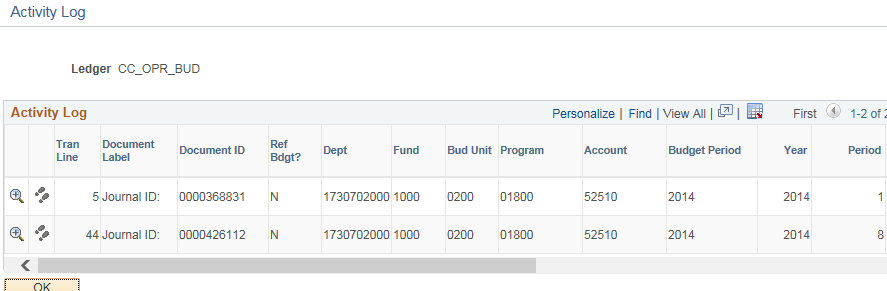 Activity Log
Ledger CC_OPR_BUD
Activity Log Personalize | Find | View All | | First 1-2 of 2
Tran Line Document Label Document ID Ref Bdgt? Dept Fund Bud Unit Program Account Budget Period Year Period
5 Journal ID: 0000368831 N 1730702000 1000 0200 01800 52510 2014 2014 1
44 Journal ID: 0000426112 N 1730702000 1000 0200 01800 52510 2014 2014 8
OK